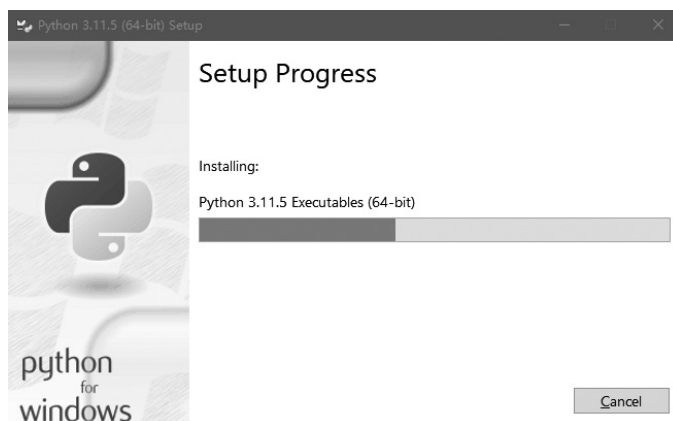 Python 3.11.5 (64-bit) Setup
Setup Progress
Installing:
Python 3.11.5 Executables (64-bit)
python
for
windows
Cancel